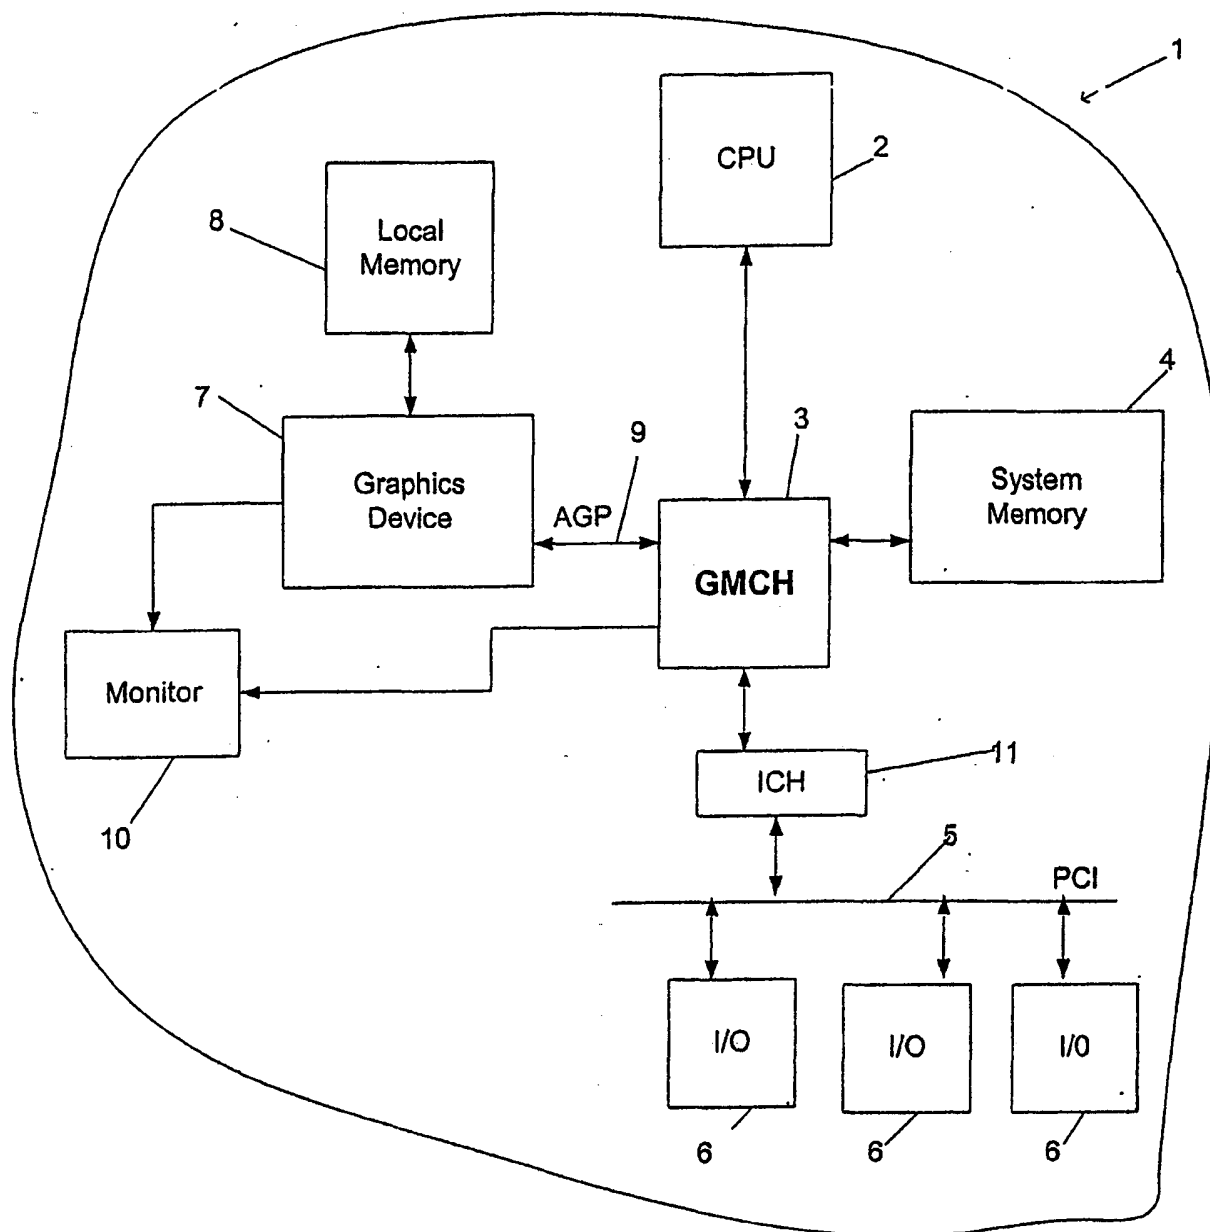 1
CPU
2
8
Local
Memory
4
7
3
9
Graphics
Device
AGP
System
Memory
GMCH
Monitor
10
ICH
11
5
PCI
I/O
I/O
I/0
6
6
6